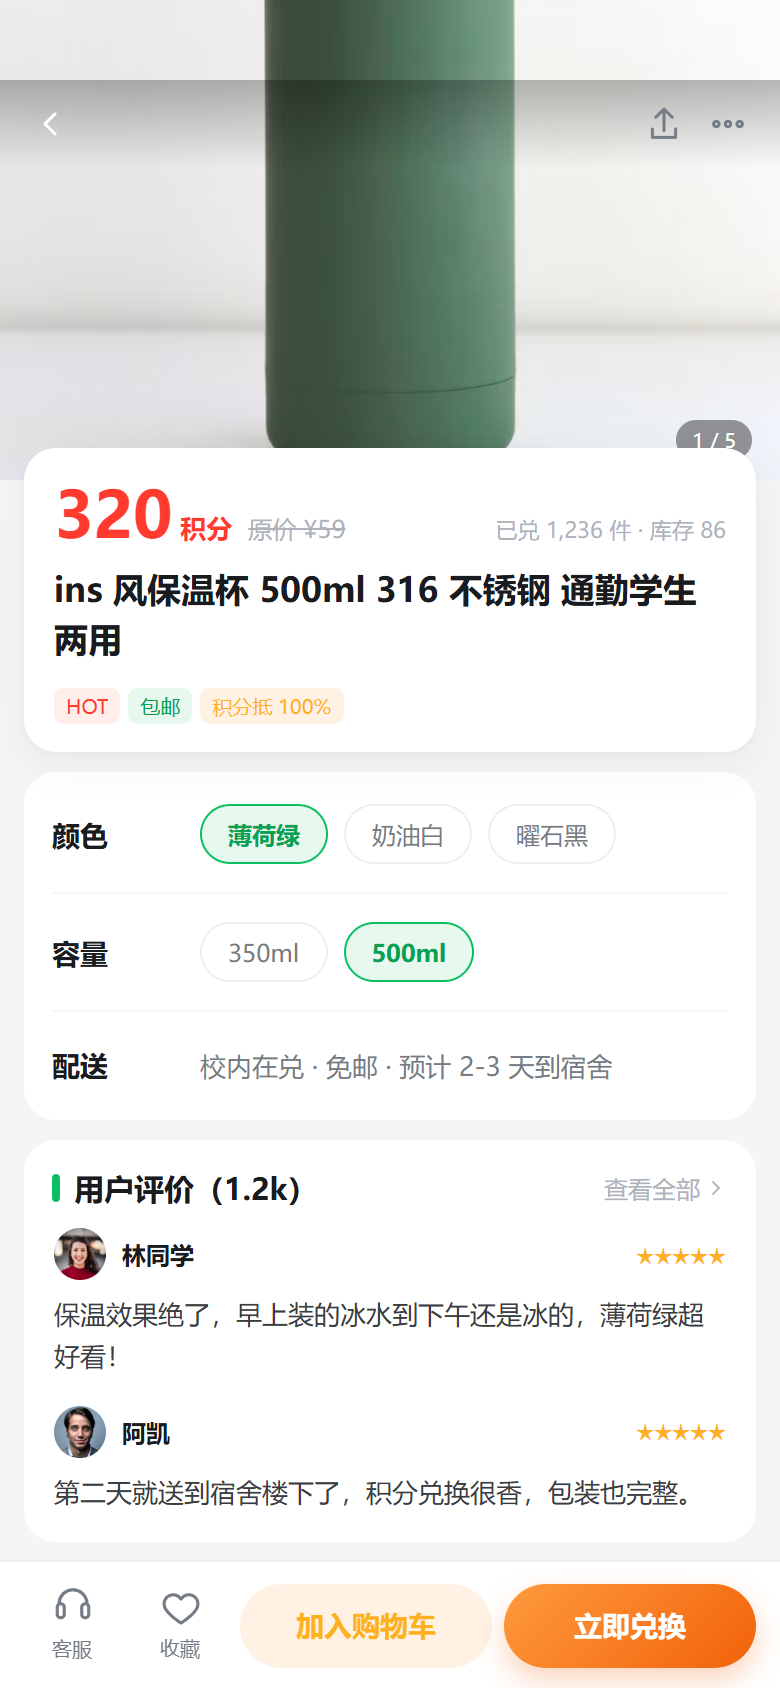 1 / 5
320 积分 原价 ¥59 已兑 1,236 件 · 库存 86
ins 风保温杯 500ml 316 不锈钢 通勤学生
两用
HOT 包邮 积分抵 100%
颜色 薄荷绿 奶油白 曜石黑
容量 350ml 500ml
配送 校内在兑 · 免邮 · 预计 2-3 天到宿舍
用户评价（1.2k） 查看全部
林同学 ★★★★★
保温效果绝了，早上装的冰水到下午还是冰的，薄荷绿超
好看！
阿凯 ★★★★★
第二天就送到宿舍楼下了，积分兑换很香，包装也完整。
客服 收藏 加入购物车 立即兑换